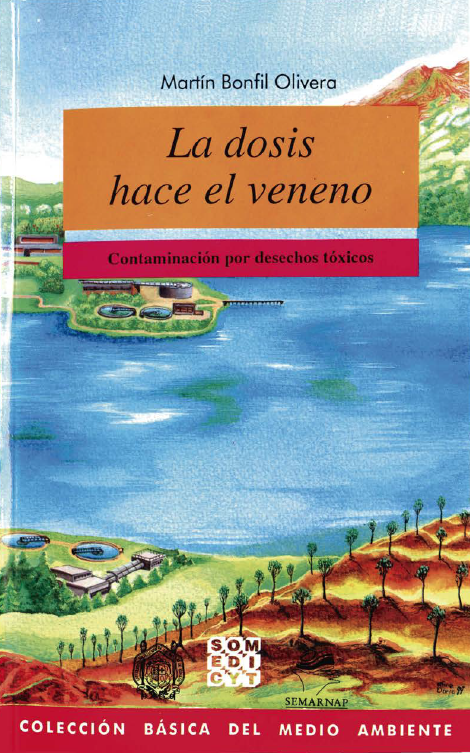 Martín Bonfil Olivera
La dosis
hace el veneno
Contaminación por desechos tóxicos
SOM
EDI
CYT
SEMARNAP
COLECCIÓN BÁSICA DEL MEDIO AMBIENTE